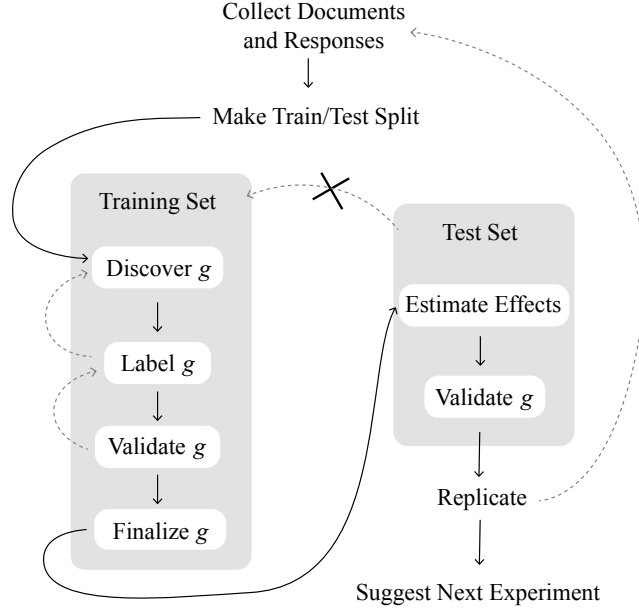 Collect Documents
and Responses
Make Train/Test Split
Training Set
Discover g
Label g
Validate g
Finalize g
Test Set
Estimate Effects
Validate g
Replicate
Suggest Next Experiment